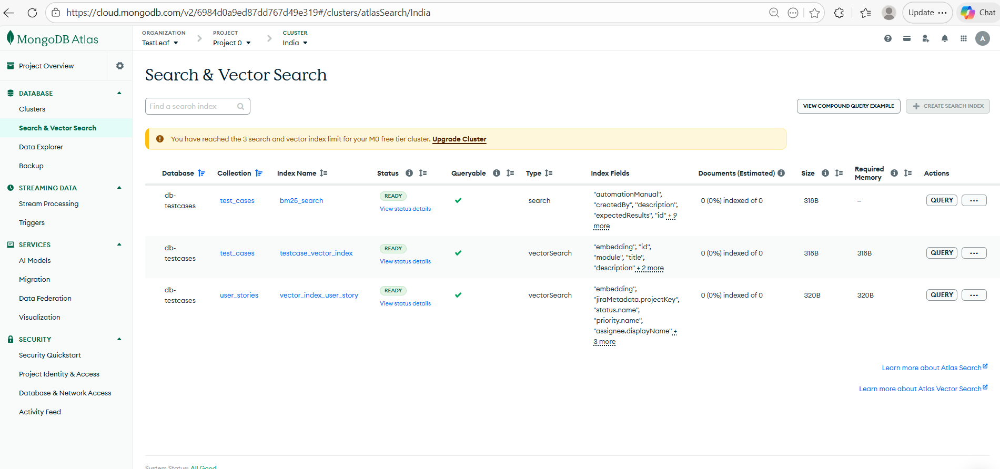 https://cloud.mongodb.com/v2/6984d0a9ed87dd767d49e319#/clusters/atlasSearch/India
Update
Chat
MongoDB Atlas
ORGANIZATION
TestLeaf
PROJECT
Project 0
CLUSTER
India
A
Project Overview
DATABASE
Clusters
Search & Vector Search
Data Explorer
Backup
STREAMING DATA
Stream Processing
Triggers
SERVICES
AI Models
Migration
Data Federation
Visualization
SECURITY
Security Quickstart
Project Identity & Access
Database & Network Access
Activity Feed
Search & Vector Search
Find a search index
VIEW COMPOUND QUERY EXAMPLE
CREATE SEARCH INDEX
You have reached the 3 search and vector index limit for your M0 free tier cluster. Upgrade Cluster
Database Collection Index Name Status Queryable Type Index Fields Documents (Estimated) Size Required Memory Actions
db-testcases
test_cases
bm25_search
READY
View status details
search
"automationManual",
"createdBy", "description",
"expectedResults", "id" + 9
more
0 (0%) indexed of 0
318B
–
QUERY
...
db-testcases
test_cases
testcase_vector_index
READY
View status details
vectorSearch
"embedding", "id",
"module", "title",
"description" + 2 more
0 (0%) indexed of 0
318B
318B
QUERY
...
db-testcases
user_stories
vector_index_user_story
READY
View status details
vectorSearch
"embedding",
"jiraMetadata.projectKey",
"status.name",
"priority.name",
"assignee.displayName" +
3 more
0 (0%) indexed of 0
320B
320B
QUERY
...
Learn more about Atlas Search
Learn more about Atlas Vector Search
System Status: All Good